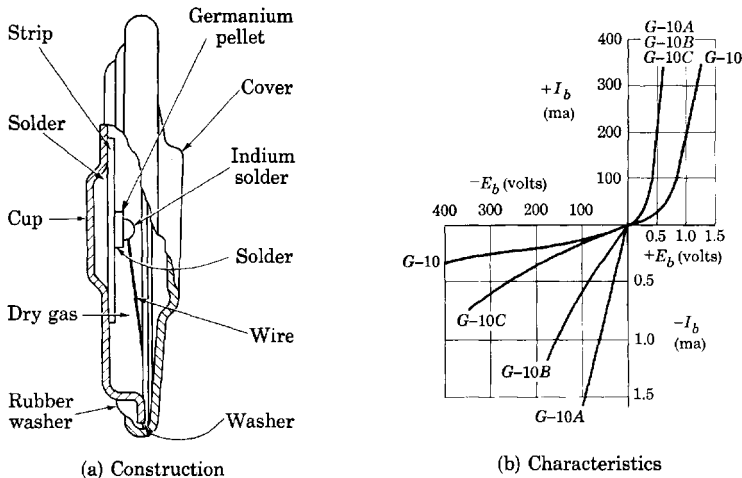 Germanium
pellet
Strip
Cover
Solder
Indium
solder
Cup
Solder
Dry gas
Wire
Rubber
washer
Washer
(a) Construction
G-10A
G-10B
G-10C
G-10
400
+I_b
(ma)
300
200
100
-E_b (volts)
400 300 200 100
0.5 1.0 1.5
+E_b (volts)
G-10
G-10C
G-10B
G-10A
0.5
-I_b
(ma)
1.0
1.5
(b) Characteristics